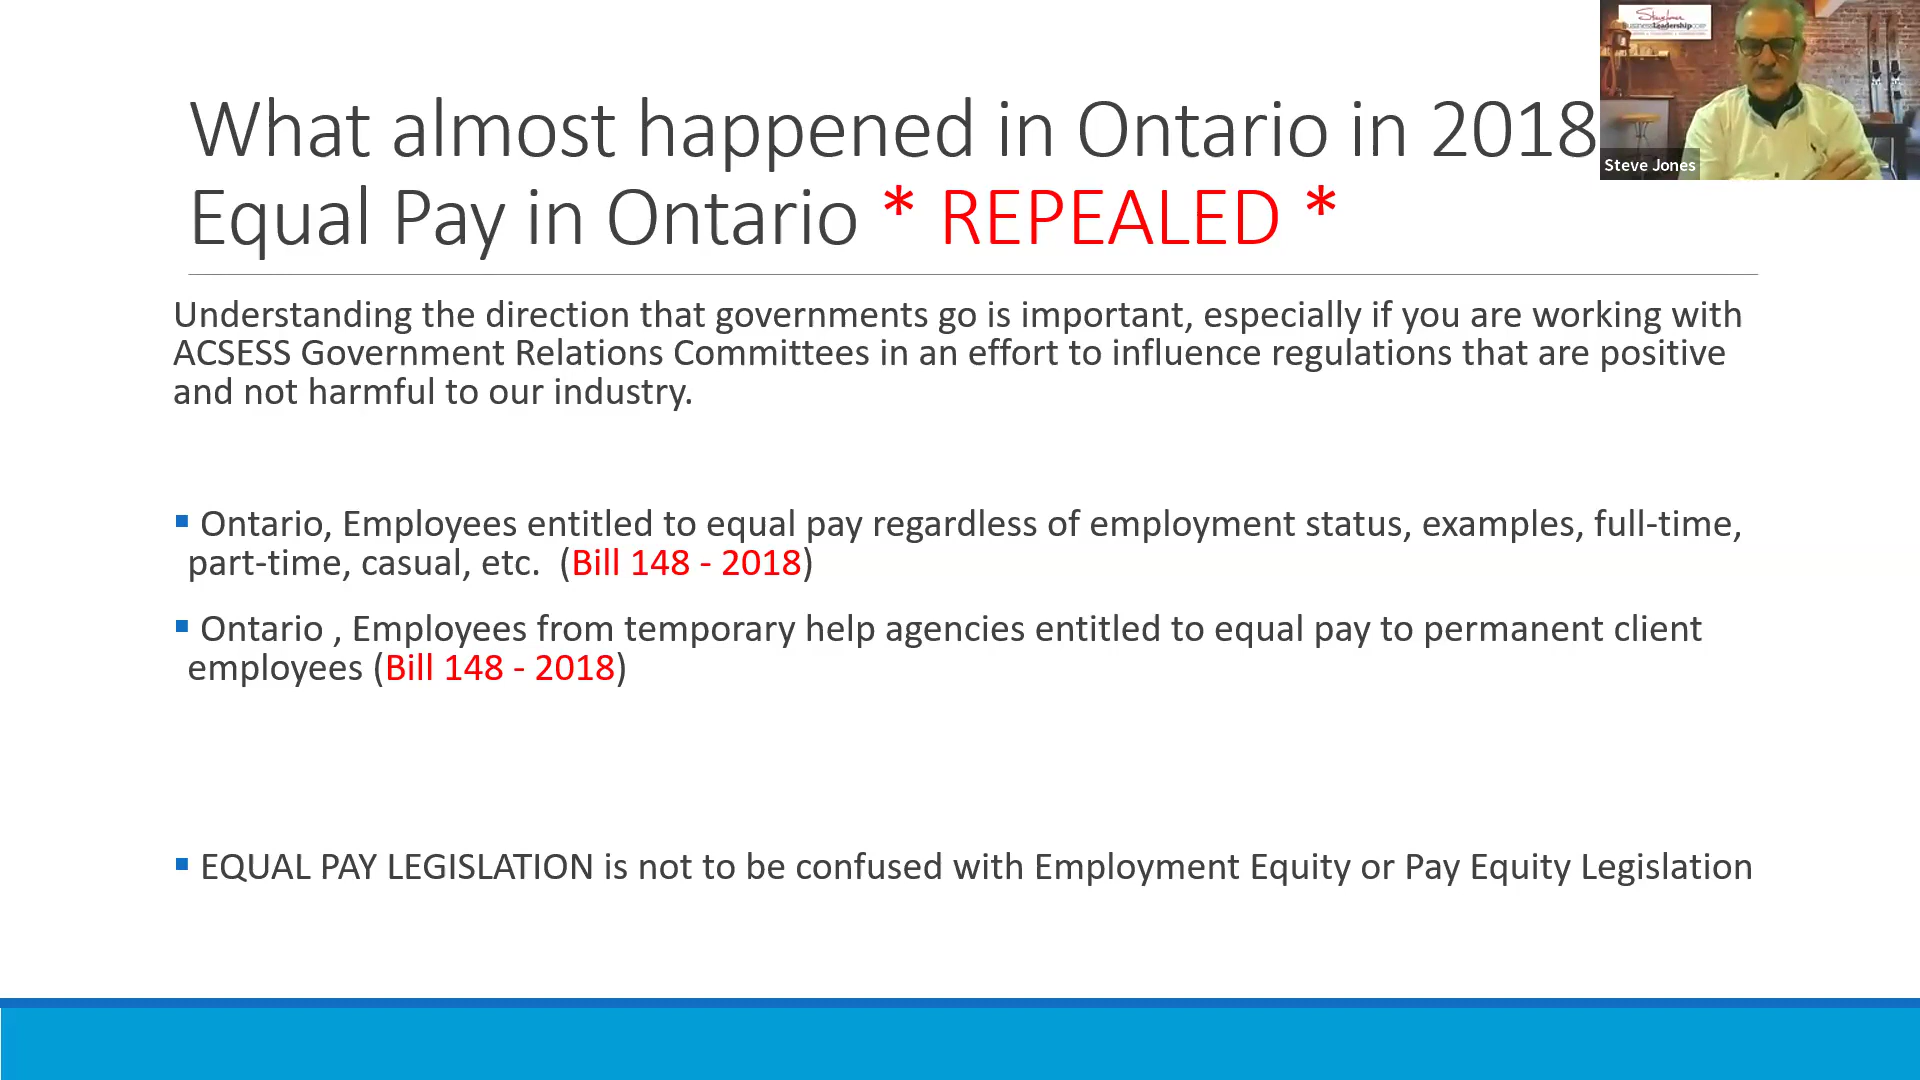 What almost happened in Ontario in 2018
Equal Pay in Ontario * REPEALED *
Steve Jones
Understanding the direction that governments go is important, especially if you are working with
ACSESS Government Relations Committees in an effort to influence regulations that are positive
and not harmful to our industry.
▪ Ontario, Employees entitled to equal pay regardless of employment status, examples, full-time,
part-time, casual, etc.  (Bill 148 - 2018)
▪ Ontario , Employees from temporary help agencies entitled to equal pay to permanent client
employees (Bill 148 - 2018)
▪ EQUAL PAY LEGISLATION is not to be confused with Employment Equity or Pay Equity Legislation